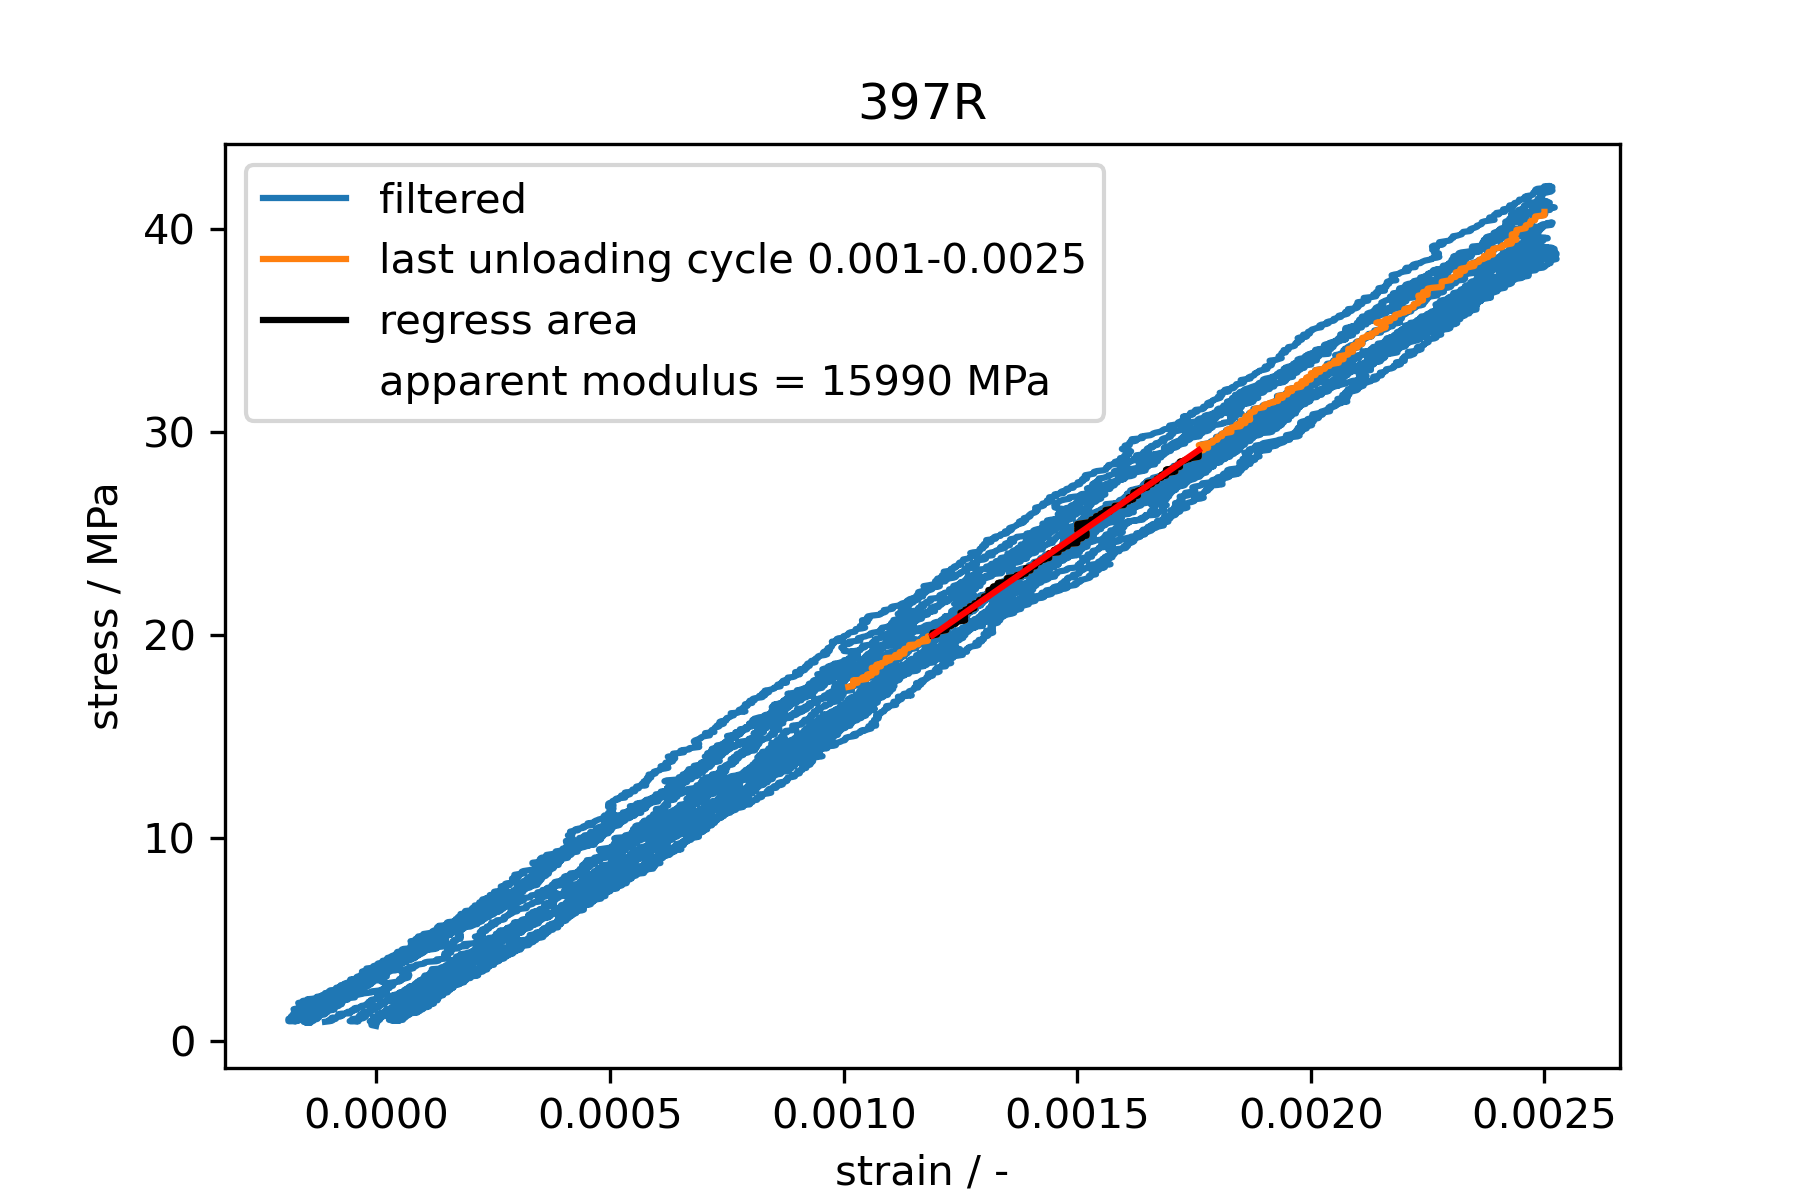 397R
filtered
last unloading cycle 0.001-0.0025
regress area
apparent modulus = 15990 MPa
40
30
20
10
0
stress / MPa
0.0000 0.0005 0.0010 0.0015 0.0020 0.0025
strain / -